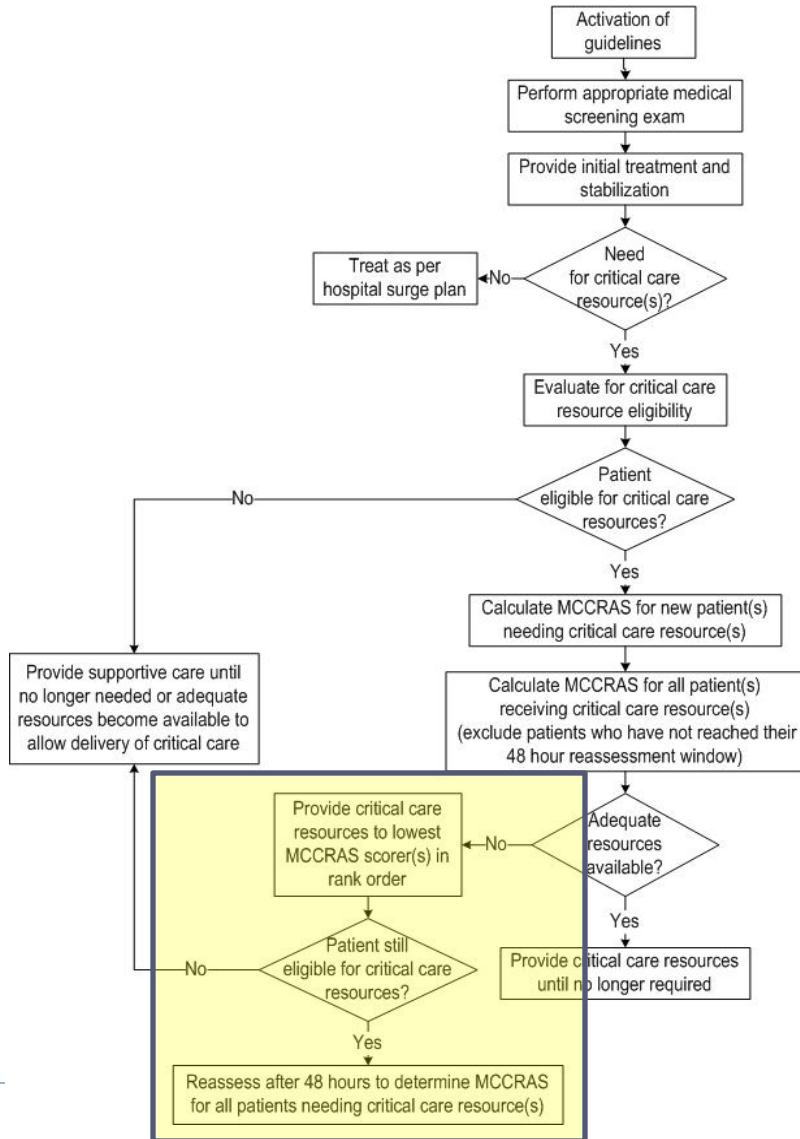 Activation of
guidelines
Perform appropriate medical
screening exam
Provide initial treatment and
stabilization
Need
for critical care
resource(s)?
No
Treat as per
hospital surge plan
Yes
Evaluate for critical care
resource eligibility
Patient
eligible for critical care
resources?
No
Yes
Calculate MCCRAS for new patient(s)
needing critical care resource(s)
Calculate MCCRAS for all patient(s)
receiving critical care resource(s)
(exclude patients who have not reached their
48 hour reassessment window)
Provide supportive care until
no longer needed or adequate
resources become available to
allow delivery of critical care
Adequate
resources
available?
No
Provide critical care
resources to lowest
MCCRAS scorer(s) in
rank order
Yes
Provide critical care resources
until no longer required
Patient still
eligible for critical care
resources?
No
Yes
Reassess after 48 hours to determine MCCRAS
for all patients needing critical care resource(s)